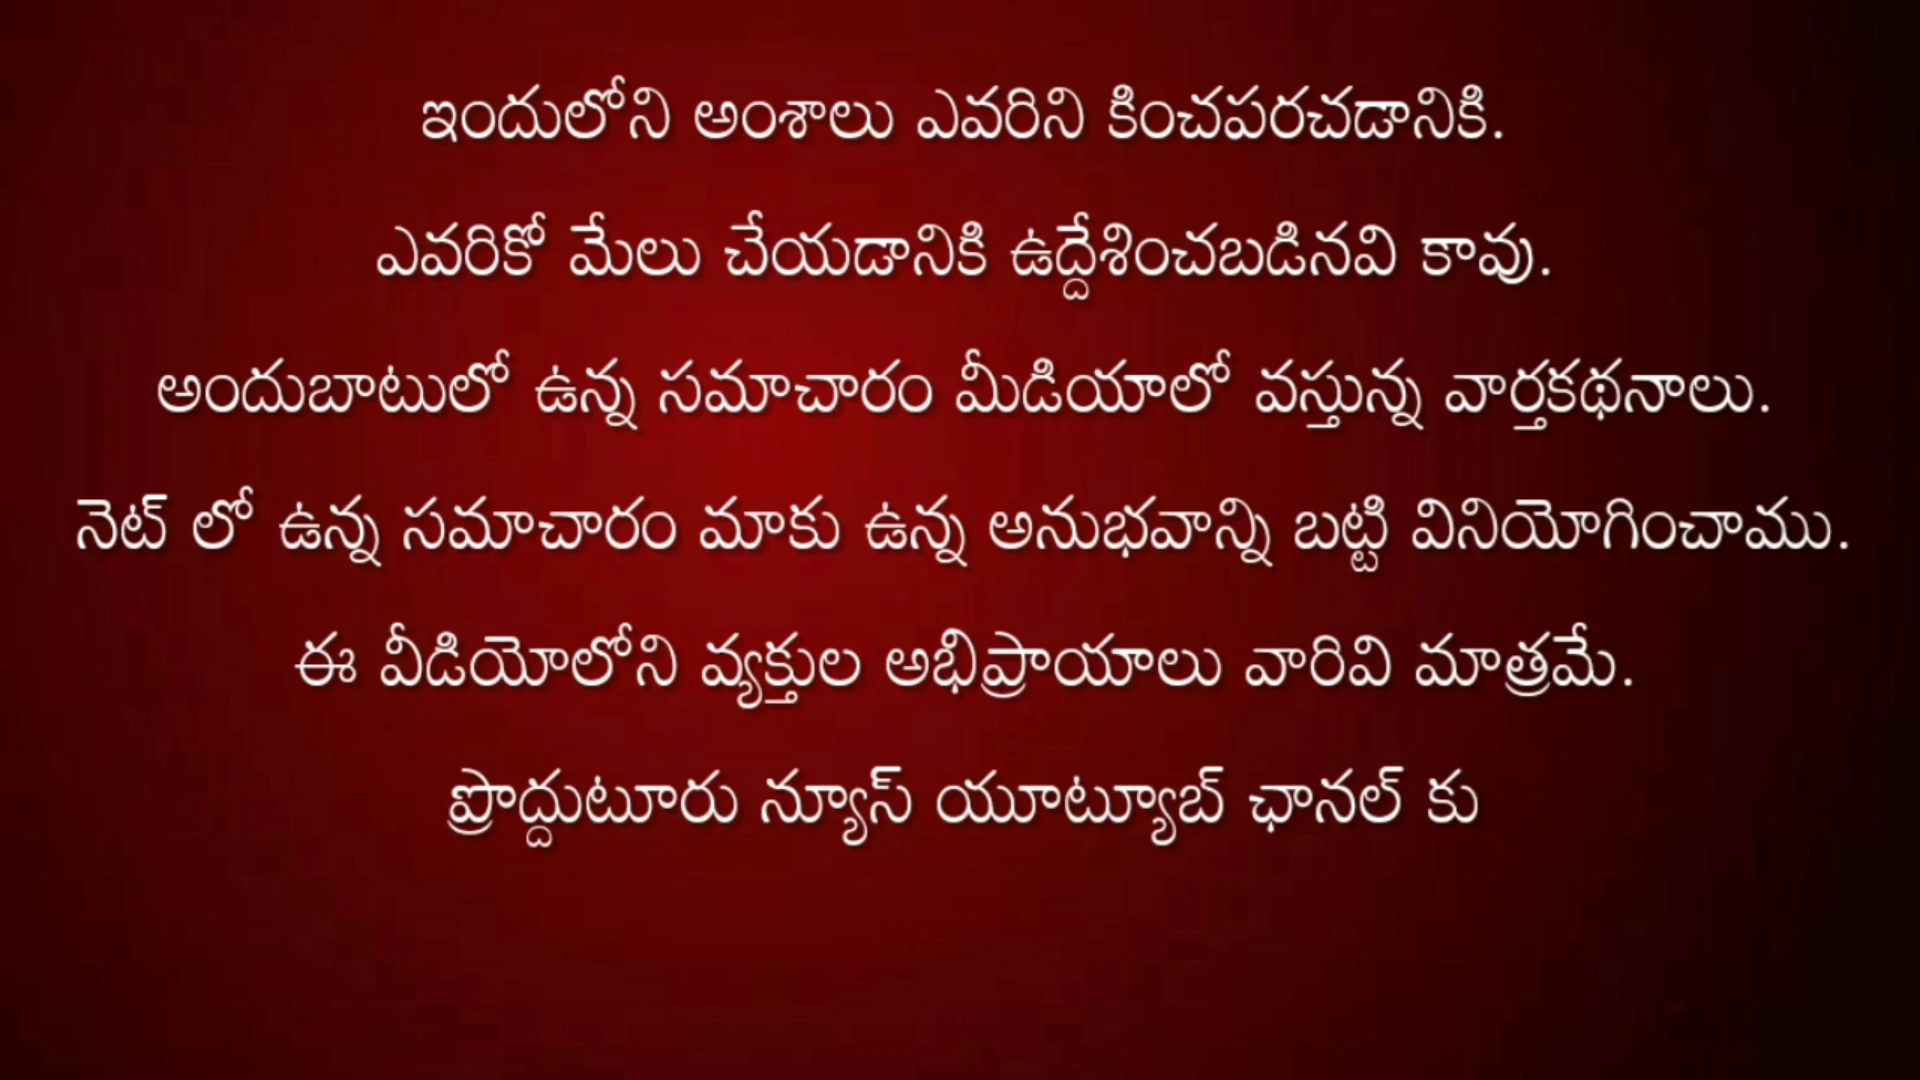 ఇందులోని అంశాలు ఎవరిని కించపరచడానికి.
ఎవరికో మేలు చేయడానికి ఉద్దేశించబడినవి కావు.
అందుబాటులో ఉన్న సమాచారం మీడియాలో వస్తున్న వార్తకథనాలు.
నెట్ లో ఉన్న సమాచారం మాకు ఉన్న అనుభవాన్ని బట్టి వినియోగించాము.
ఈ వీడియోలోని వ్యక్తుల అభిప్రాయాలు వారివి మాత్రమే.
ప్రొద్దుటూరు న్యూస్ యూట్యూబ్ ఛానల్ కు